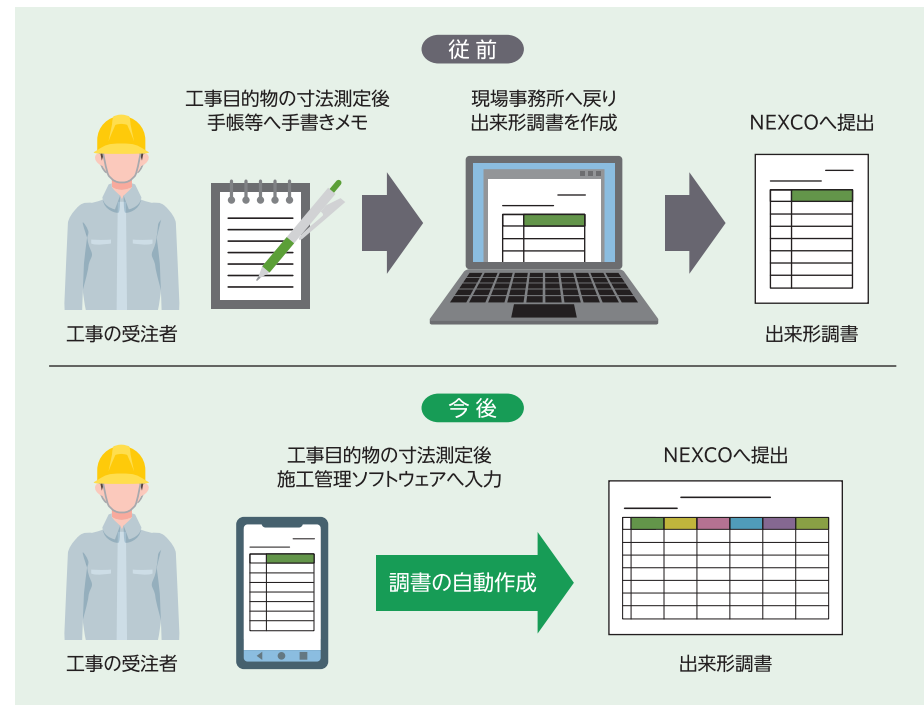 従前
工事目的物の寸法測定後
手帳等へ手書きメモ
現場事務所へ戻り
出来形調書を作成
NEXCOへ提出
工事の受注者
出来形調書
今後
工事目的物の寸法測定後
施工管理ソフトウェアへ入力
NEXCOへ提出
調書の自動作成
工事の受注者
出来形調書